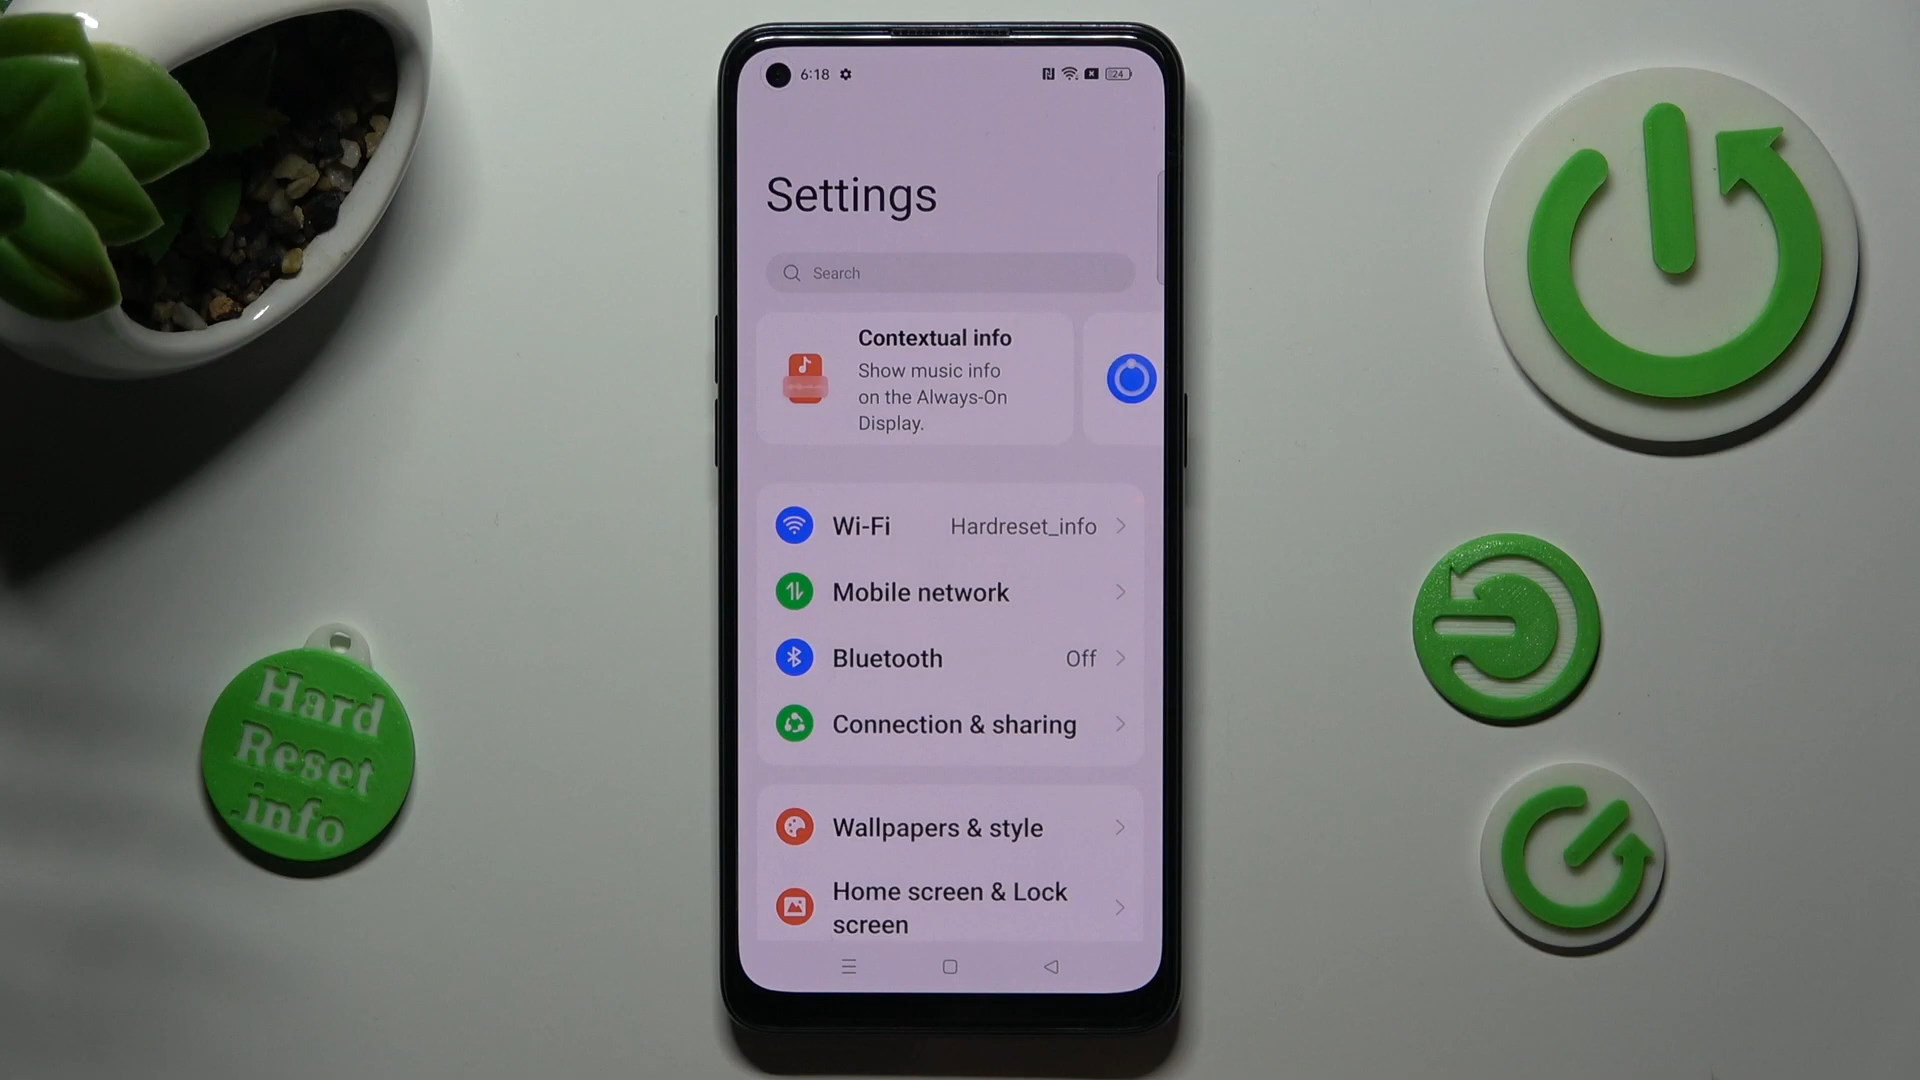 6:18
24
Settings
Search
Contextual info
Show music info
on the Always-On
Display.
Wi-Fi Hardreset_info
Mobile network
Bluetooth Off
Connection & sharing
Wallpapers & style
Home screen & Lock
screen
Hard
Reset
.info